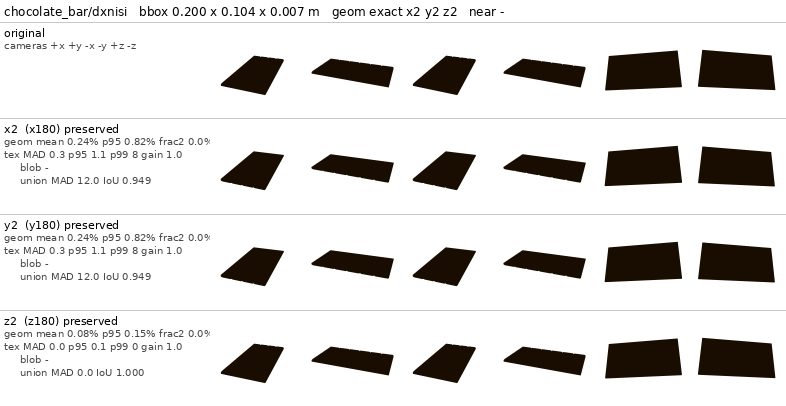 chocolate_bar/dxnisi   bbox 0.200 x 0.104 x 0.007 m   geom exact x2 y2 z2   near -
original
cameras +x +y -x -y +z -z
x2  (x180) preserved
geom mean 0.24% p95 0.82% frac2 0.0%
tex MAD 0.3 p95 1.1 p99 8 gain 1.0
blob -
union MAD 12.0 IoU 0.949
y2  (y180) preserved
geom mean 0.24% p95 0.82% frac2 0.0%
tex MAD 0.3 p95 1.1 p99 8 gain 1.0
blob -
union MAD 12.0 IoU 0.949
z2  (z180) preserved
geom mean 0.08% p95 0.15% frac2 0.0%
tex MAD 0.0 p95 0.1 p99 0 gain 1.0
blob -
union MAD 0.0 IoU 1.000